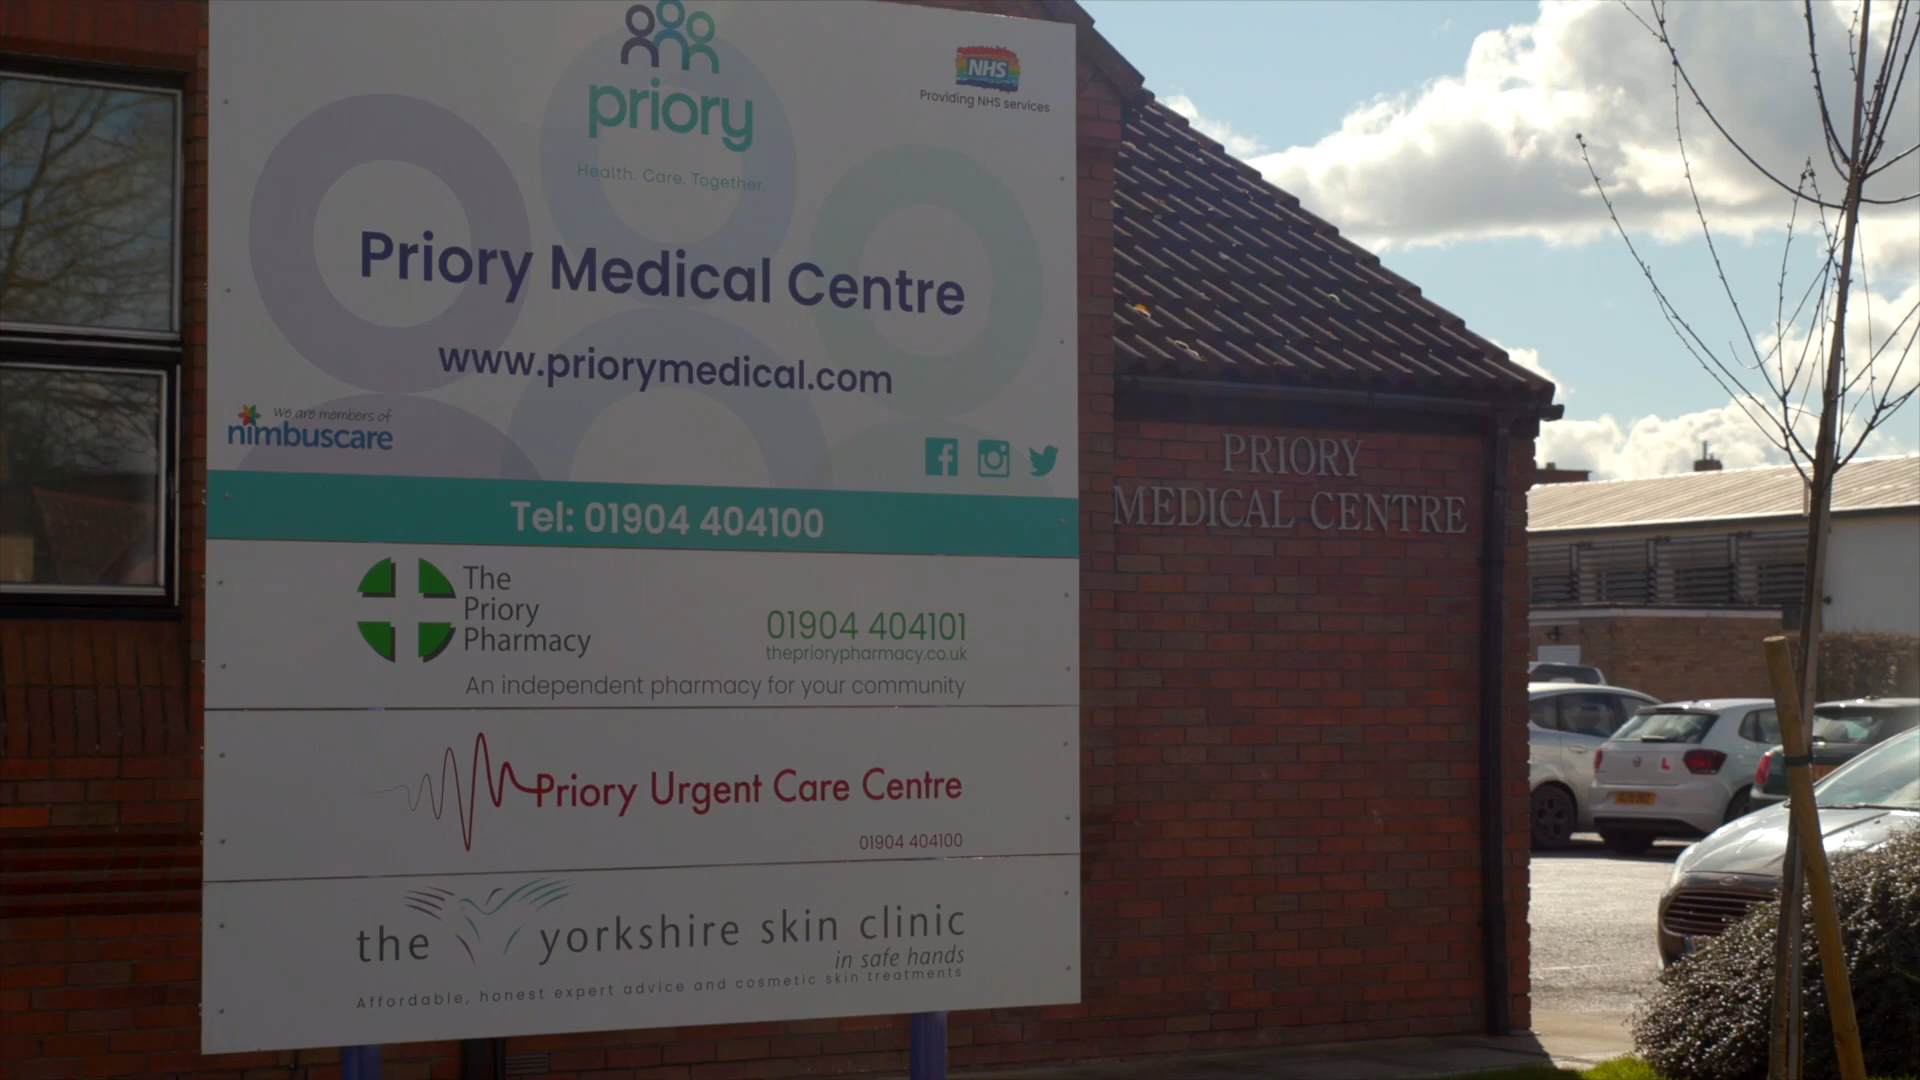 priory
Health. Care. Together.
NHS
Providing NHS services
Priory Medical Centre
www.priorymedical.com
We are members of
nimbuscare
Tel: 01904 404100
The
Priory
Pharmacy
01904 404101
thepriorypharmacy.co.uk
An independent pharmacy for your community
Priory Urgent Care Centre
01904 404100
the yorkshire skin clinic
in safe hands
Affordable, honest expert advice and cosmetic skin treatments
PRIORY
MEDICAL CENTRE
L